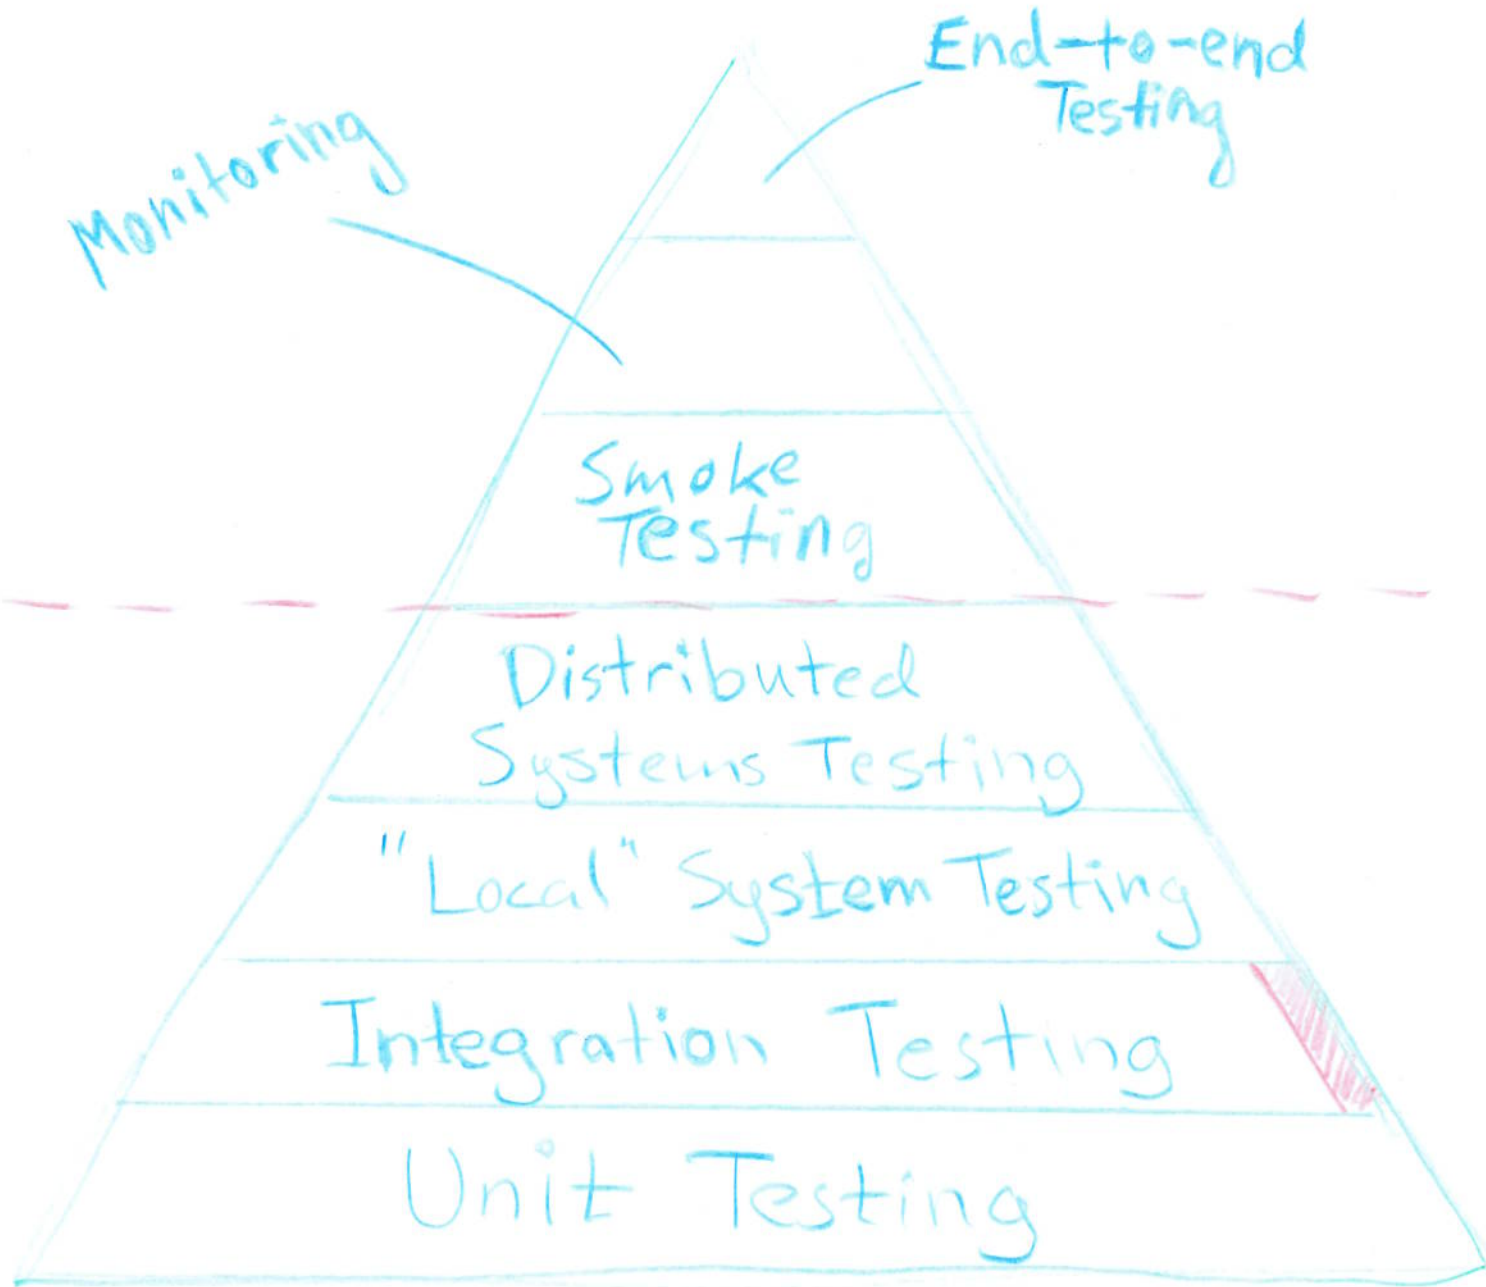 End-to-end
Testing
Monitoring
Smoke
Testing
Distributed
Systems Testing
"Local" System Testing
Integration Testing
Unit Testing